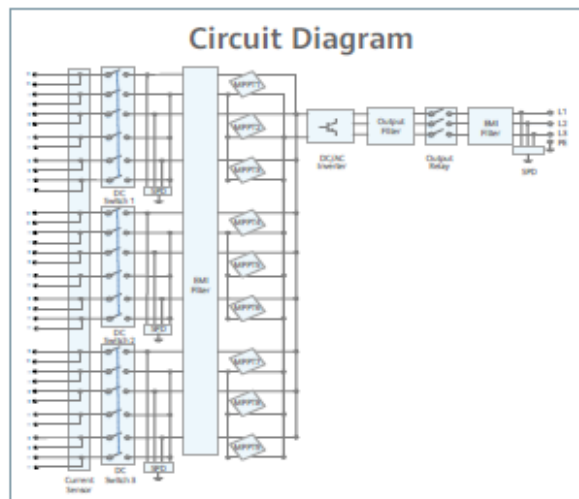 Circuit Diagram
MPPT1
MPPT2
MPPT3
DC
Switch 1
SPD
MPPT4
MPPT5
MPPT6
DC
Switch 2
SPD
MPPT7
MPPT8
MPPT9
DC
SPD
Current
Sensor
EMI
Filter
DC/AC
Inverter
Output
Filter
Output
Relay
EMI
Filter
L1
L2
L3
PE
SPD